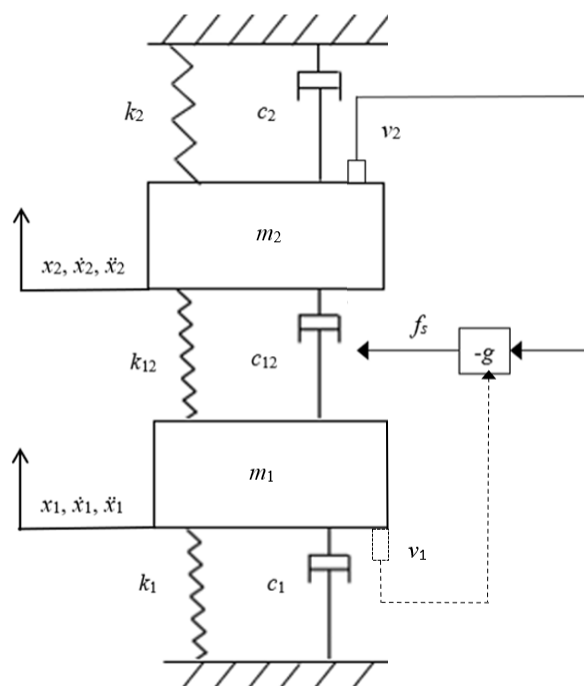 k2
c2
v2
m2
x2, ẋ2, ẍ2
fs
-g
k12
c12
m1
x1, ẋ1, ẍ1
v1
k1
c1